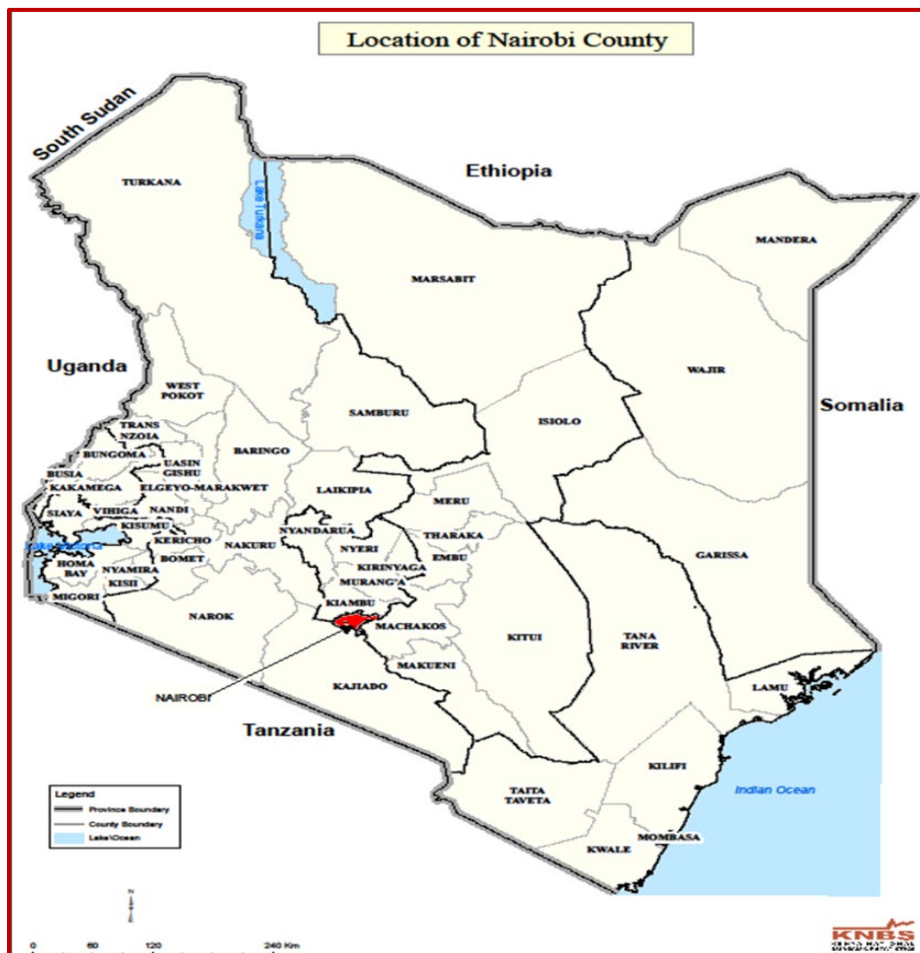 Location of Nairobi County
South Sudan
Ethiopia
TURKANA
Lake Turkana
MANDERA
MARSABIT
Uganda
WAJIR
WEST
POKOT
Somalia
SAMBURU
ISIOLO
TRANS
NZOIA
BUNGOMA
BARINGO
UASIN
GISHU
BUSIA
KAKAMEGA
ELGEYO-MARAKWET
LAIKIPIA
MERU
SIAYA
VIHIGA
NANDI
KISUMU
NYANDARUA
THARAKA
KERICHO
NAKURU
NYERI
EMBU
GARISSA
Lake Victoria
HOMA
BAY
NYAMIRA
BOMET
KIRINYAGA
KISII
MURANG'A
MIGORI
KIAMBU
NAROK
MACHAKOS
KITUI
TANA
RIVER
MAKUENI
NAIROBI
KAJIADO
LAMU
Tanzania
KILIFI
TAITA
TAVETA
Indian Ocean
MOMBASA
KWALE
Legend
Province Boundary
County Boundary
Lake\Ocean
N
0 60 120 240 Km
KNBS